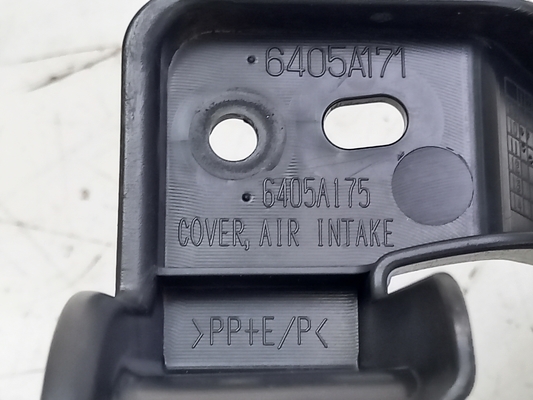 6405A171
6405A175
COVER, AIR INTAKE
>PP+E/P<